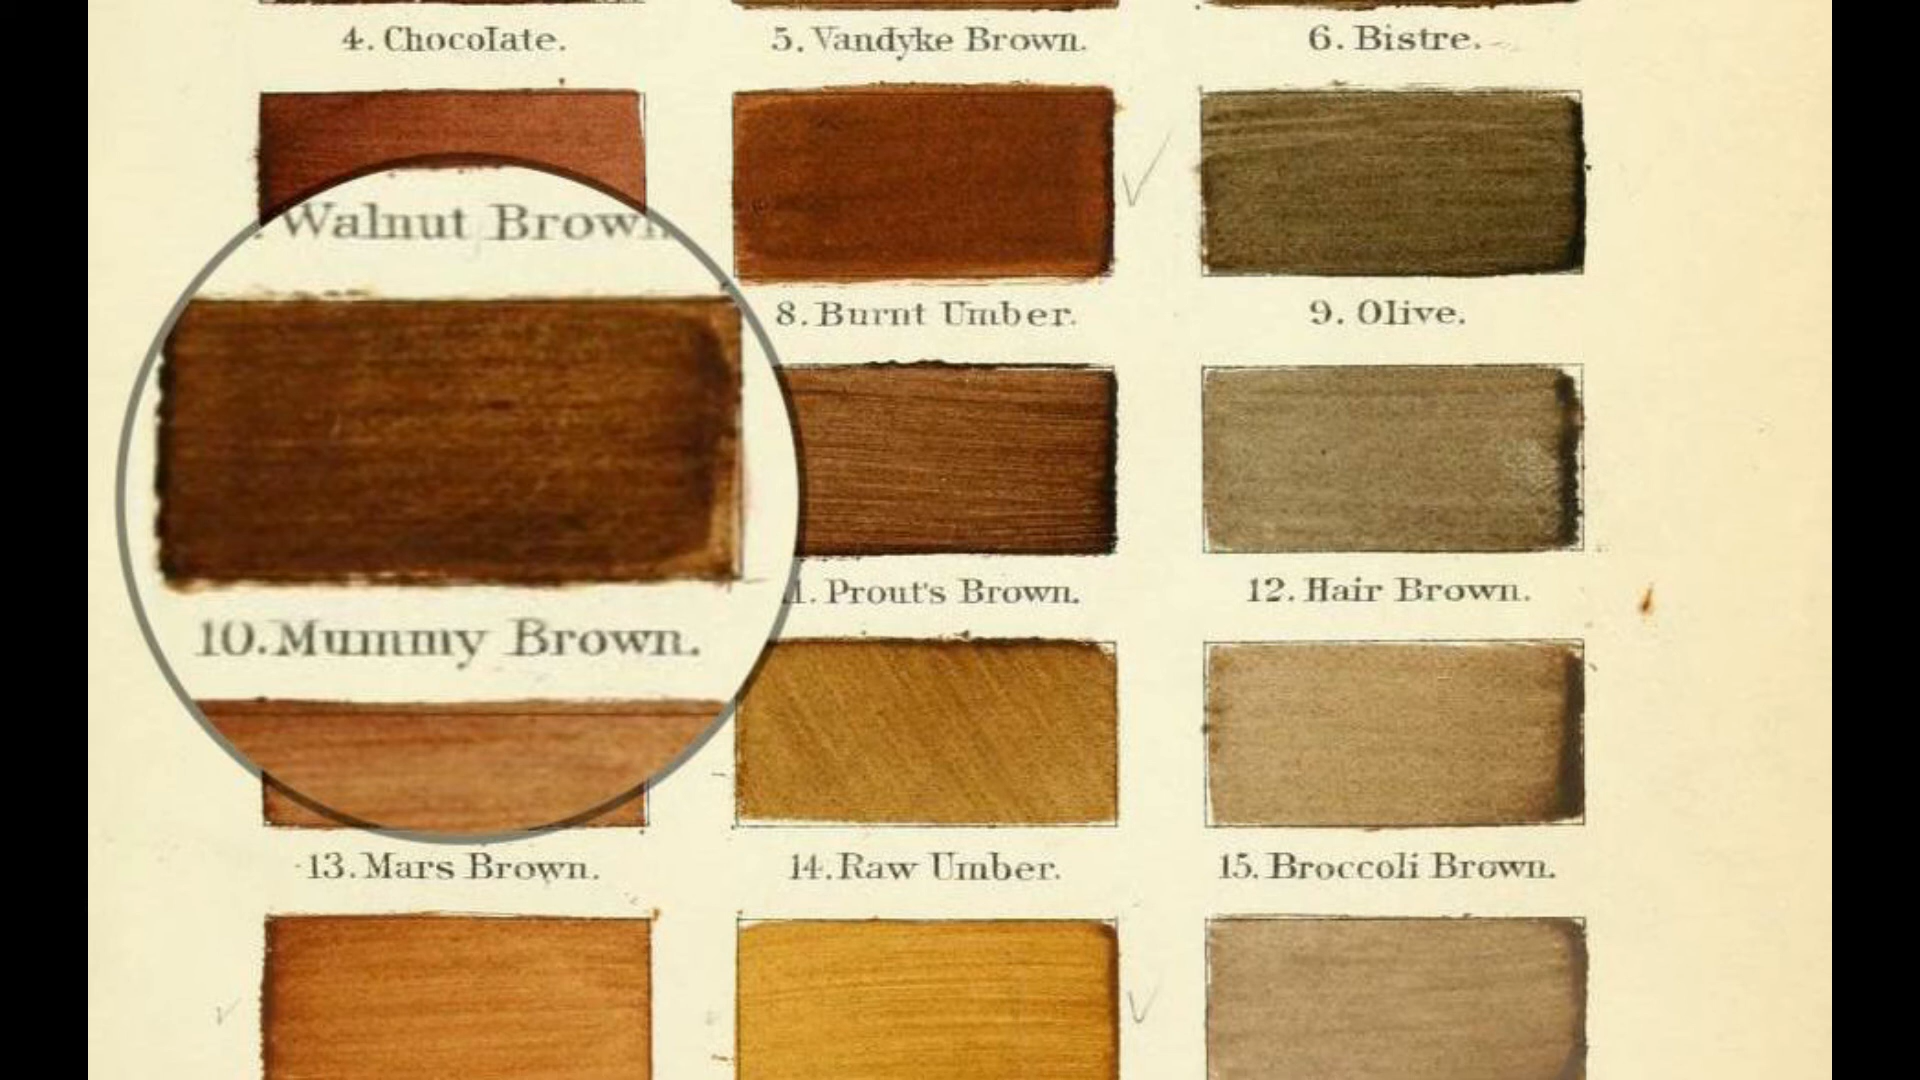 4. Chocolate.
5. Vandyke Brown.
6. Bistre.
Walnut Brown
8. Burnt Umber.
9. Olive.
10. Mummy Brown.
1. Prout's Brown.
12. Hair Brown.
13. Mars Brown.
14. Raw Umber.
15. Broccoli Brown.